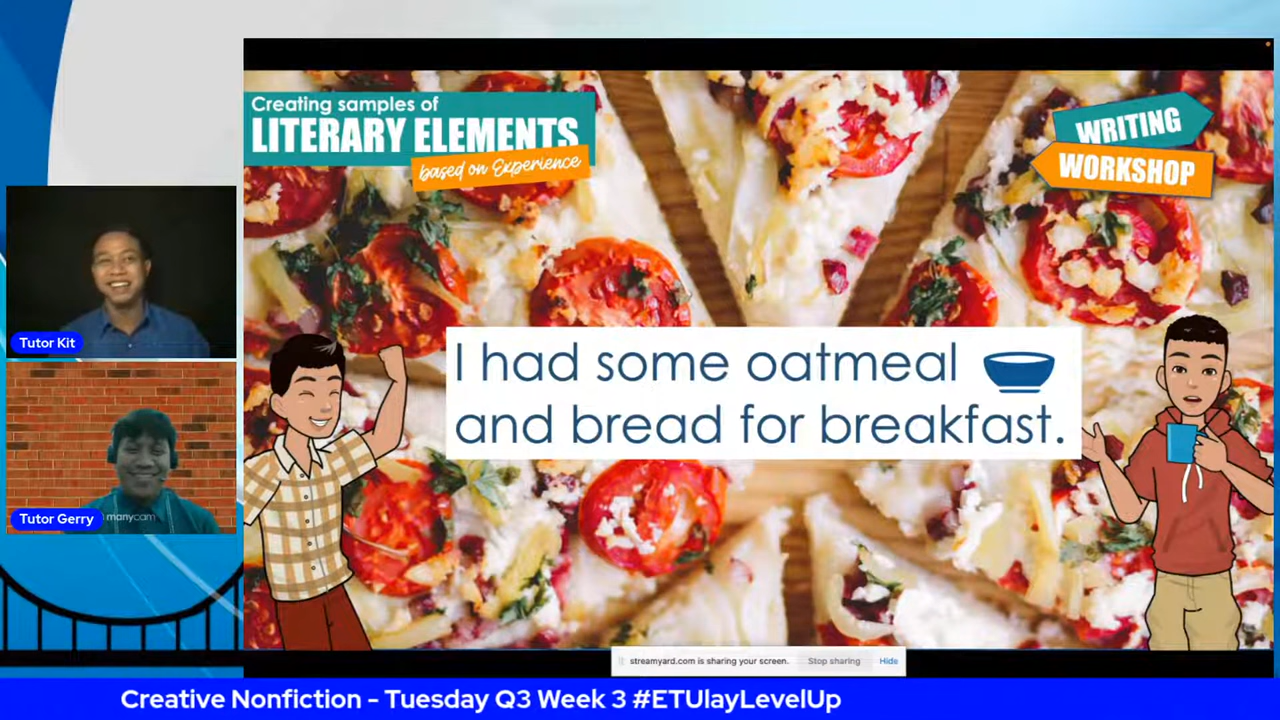 Creating samples of
LITERARY ELEMENTS
based on Experience
WRITING
WORKSHOP
Tutor Kit
Tutor Gerry
manycam
I had some oatmeal
and bread for breakfast.
streamyard.com is sharing your screen.
Stop sharing
Hide
Creative Nonfiction - Tuesday Q3 Week 3 #ETUlayLevelUp